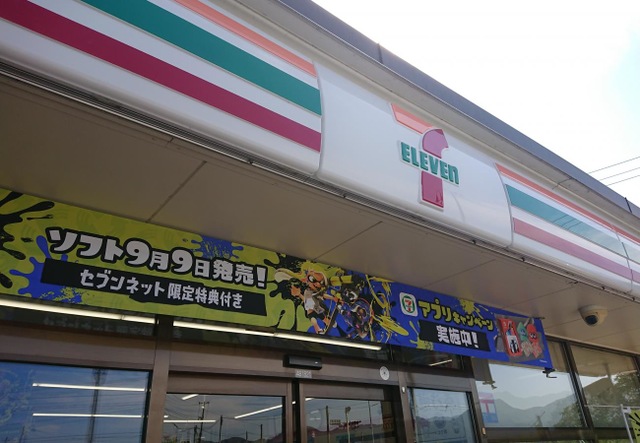 7
ELEVEn
ソフト9月9日発売!
セブンネット限定特典付き
アプリキャンペーン
実施中!